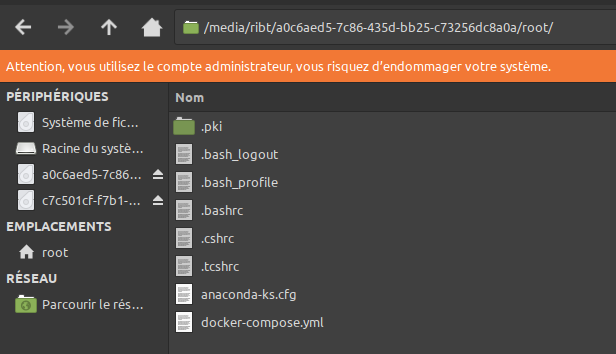 /media/ribt/a0c6aed5-7c86-435d-bb25-c73256dc8a0a/root/
Attention, vous utilisez le compte administrateur, vous risquez d'endommager votre système.
PÉRIPHÉRIQUES
Système de fic...
Racine du systè...
a0c6aed5-7c86...
c7c501cf-f7b1-...
EMPLACEMENTS
root
RÉSEAU
Parcourir le rés...
Nom
.pki
.bash_logout
.bash_profile
.bashrc
.cshrc
.tcshrc
anaconda-ks.cfg
docker-compose.yml